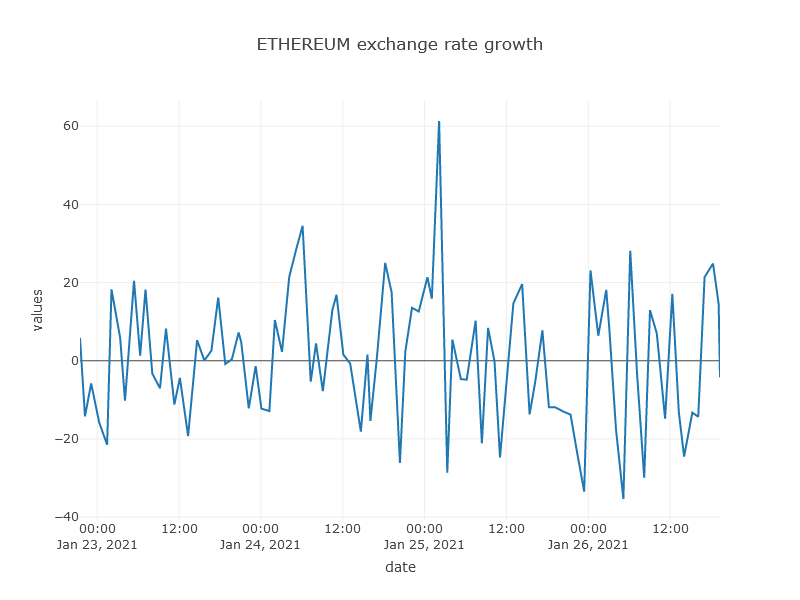 ETHEREUM exchange rate growth
values
60
40
20
0
−20
−40
00:00 12:00 00:00 12:00 00:00 12:00 00:00 12:00
Jan 23, 2021 Jan 24, 2021 Jan 25, 2021 Jan 26, 2021
date